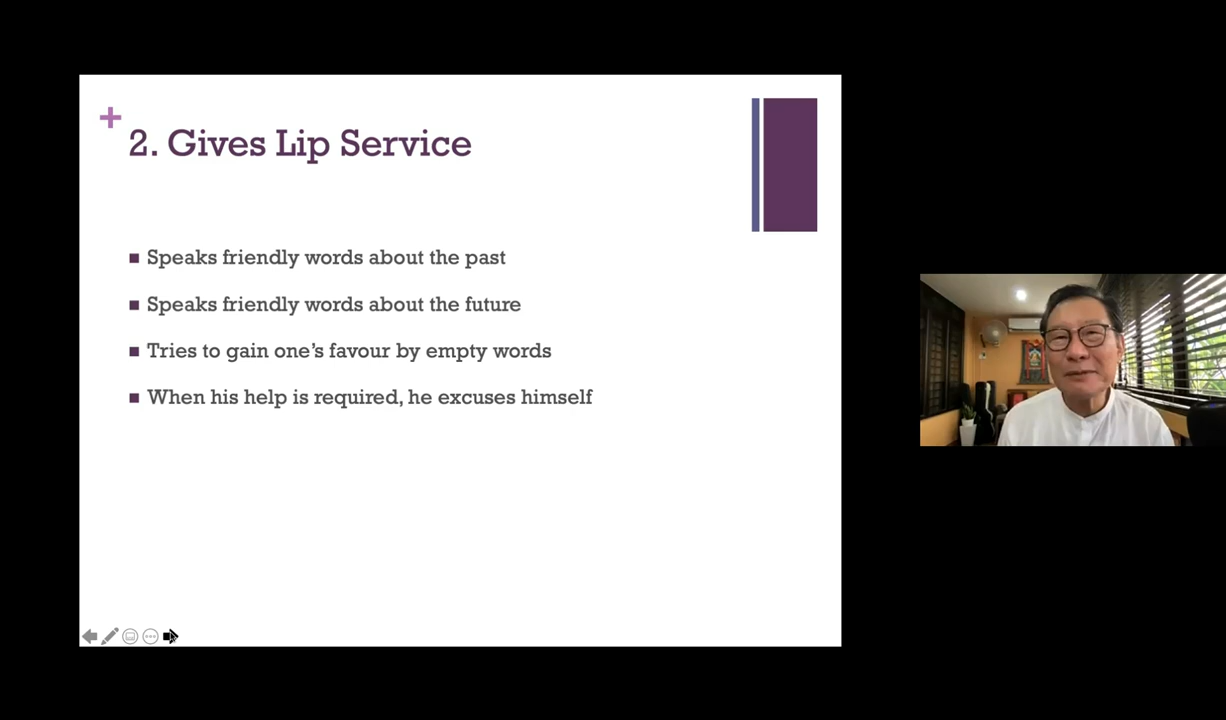 2. Gives Lip Service
Speaks friendly words about the past
Speaks friendly words about the future
Tries to gain one’s favour by empty words
When his help is required, he excuses himself